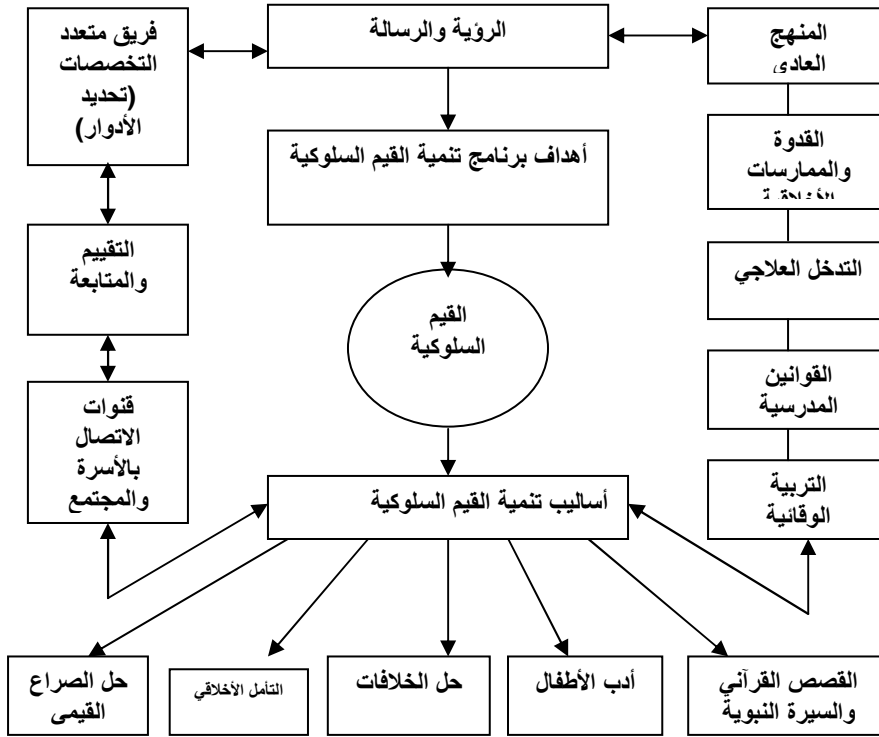 الرؤية والرسالة
المنهج
العادي
القدوة
والممارسات
الأخلاقية
التدخل العلاجي
القوانين
المدرسية
التربية
الوقائية
أهداف برنامج تنمية القيم السلوكية
القيم
السلوكية
أساليب تنمية القيم السلوكية
فريق متعدد
التخصصات
(تحديد
الأدوار)
التقييم
والمتابعة
قنوات
الاتصال
بالأسرة
والمجتمع
القصص القرآني
والسيرة النبوية
أدب الأطفال
حل الخلافات
التأمل الأخلاقي
حل الصراع
القيمى